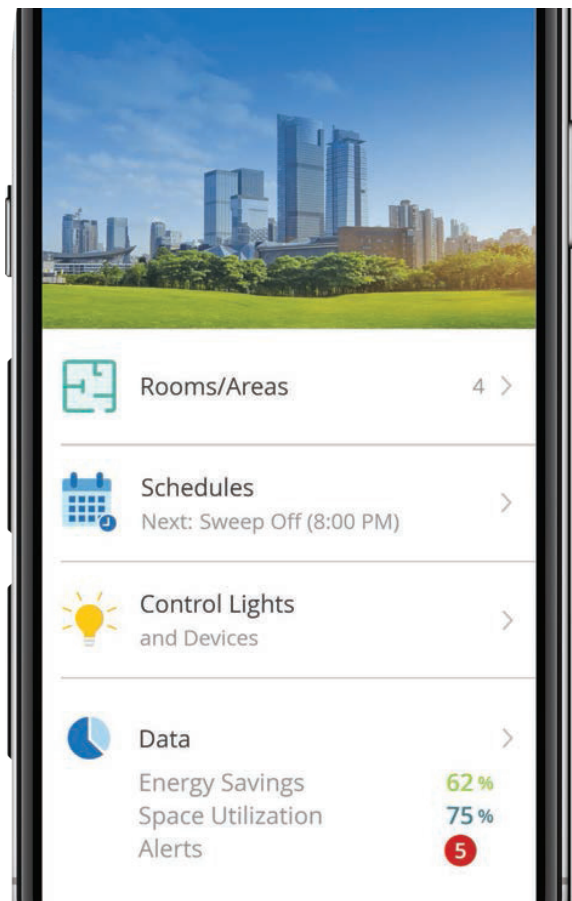 Rooms/Areas 4
Schedules
Next: Sweep Off (8:00 PM)
Control Lights
and Devices
Data
Energy Savings 62 %
Space Utilization 75 %
Alerts 5